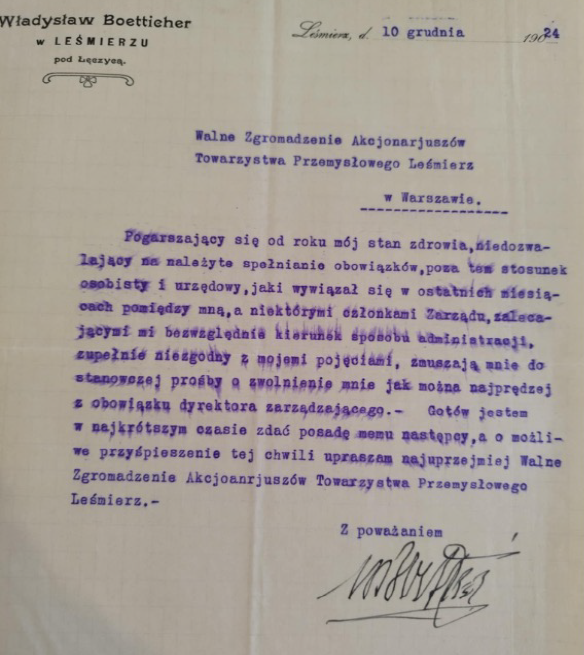 Władysław Boetticher
w LEŚMIERZU
pod Łęczycą.
Leśmierz, d. 10 grudnia 1924
Walne Zgromadzenie Akcjonarjuszów
Towarzystwa Przemysłowego Leśmierz
w Warszawie.
Pogarszający się od roku mój stan zdrowia,niedozwa-
lający na należyte spełnianie obowiązków,poza tem stosunek
osobisty i urzędowy,jaki wywiązał się w ostatnich miesią-
cach pomiędzy mną,a niektórymi członkami Zarządu,zaleca-
jącymi mi bezwzględnie kierunek sposobu administracji,
zupełnie niezgodny z mojemi pojęciami, zmuszają mnie do
stanowczej prośby o zwolnienie mnie jak można najprędzej
z obowiązku dyrektora zarządzającego.- Gotów jestem
w najkrótszym czasie zdać posadę memu następcy,a o możli-
we przyśpieszenie tej chwili upraszam najuprzejmiej Walne
Zgromadzenie Akcjoanrjuszów Towarzystwa Przemysłowego
Leśmierz.-
Z poważaniem